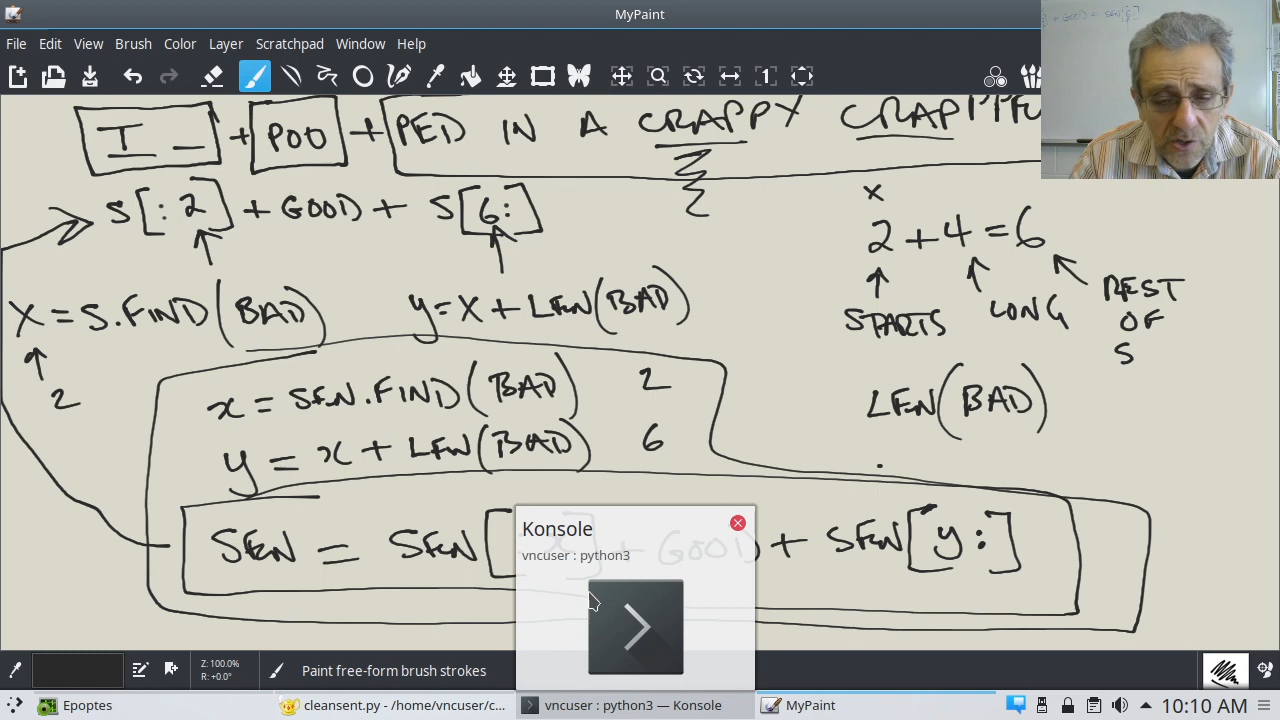 MyPaint
File Edit View Brush Color Layer Scratchpad Window Help
I _ + POO + PED IN A CRAPPY CRAPTTFU
S[:2] + GOOD + S[6:]
X
2 + 4 = 6
STARTS LONG REST OF S
X = S.FIND(BAD) y = X + LEN(BAD)
2
x = SEN.FIND(BAD) 2
y = x + LEN(BAD) 6
LEN(BAD)
SEN = SEN[ x] + GOOD + SEN[y:]
Konsole
vncuser : python3
Z: 100.0%
R: +0.0°
Paint free-form brush strokes
Epoptes
cleansent.py - /home/vncuser/c...
vncuser : python3 — Konsole
MyPaint
10:10 AM